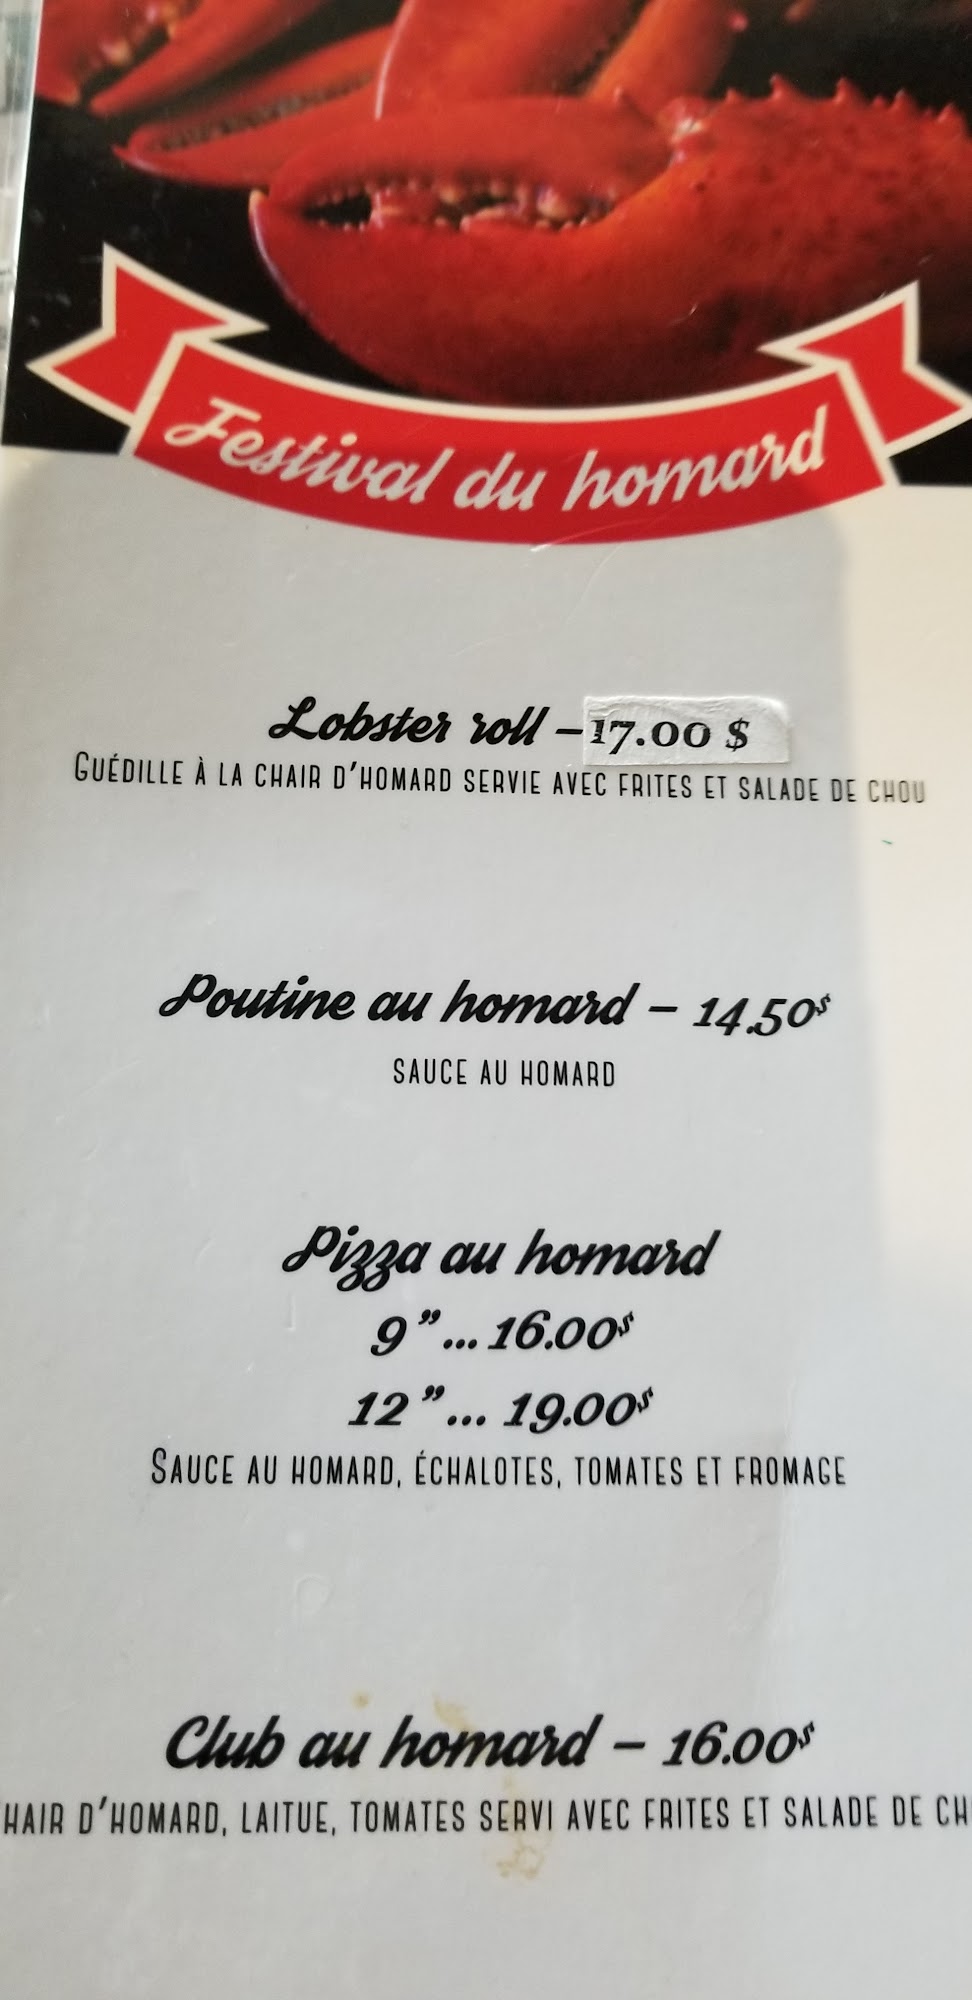 Festival du homard
Lobster roll – 17.00 $
GUÉDILLE À LA CHAIR D'HOMARD SERVIE AVEC FRITES ET SALADE DE CHOU
Poutine au homard – 14.50$
SAUCE AU HOMARD
Pizza au homard
9"... 16.00$
12"... 19.00$
SAUCE AU HOMARD, ÉCHALOTES, TOMATES ET FROMAGE
Club au homard – 16.00$
HAIR D'HOMARD, LAITUE, TOMATES SERVI AVEC FRITES ET SALADE DE CH